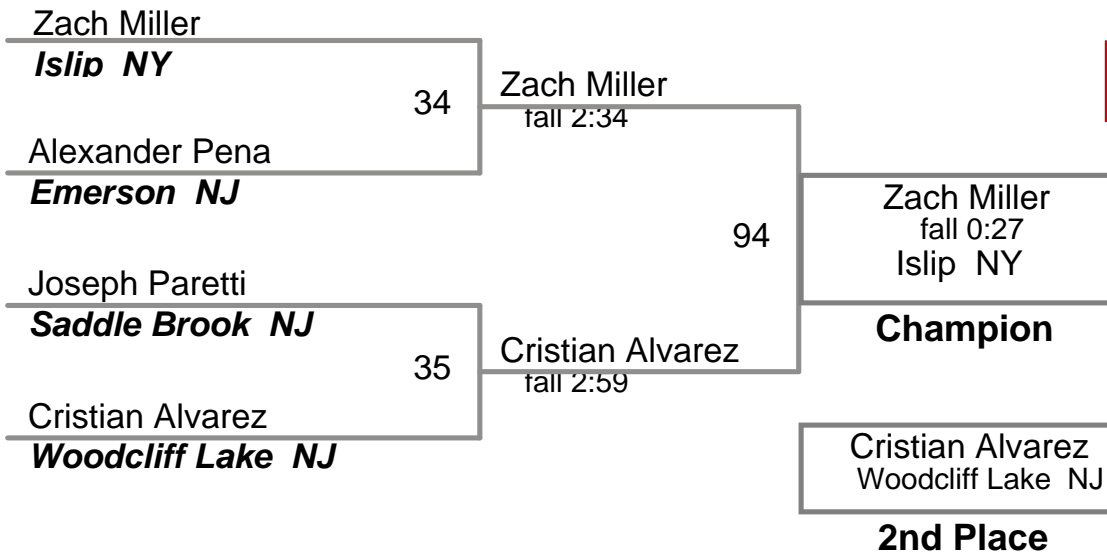 Zach Miller
Islip NY
34
Alexander Pena
Emerson NJ
Joseph Paretti
Saddle Brook NJ
35
Cristian Alvarez
Woodcliff Lake NJ
Zach Miller
fall 2:34
94
Cristian Alvarez
fall 2:59
Zach Miller
fall 0:27
Islip NY
Champion
Cristian Alvarez
Woodcliff Lake NJ
2nd Place